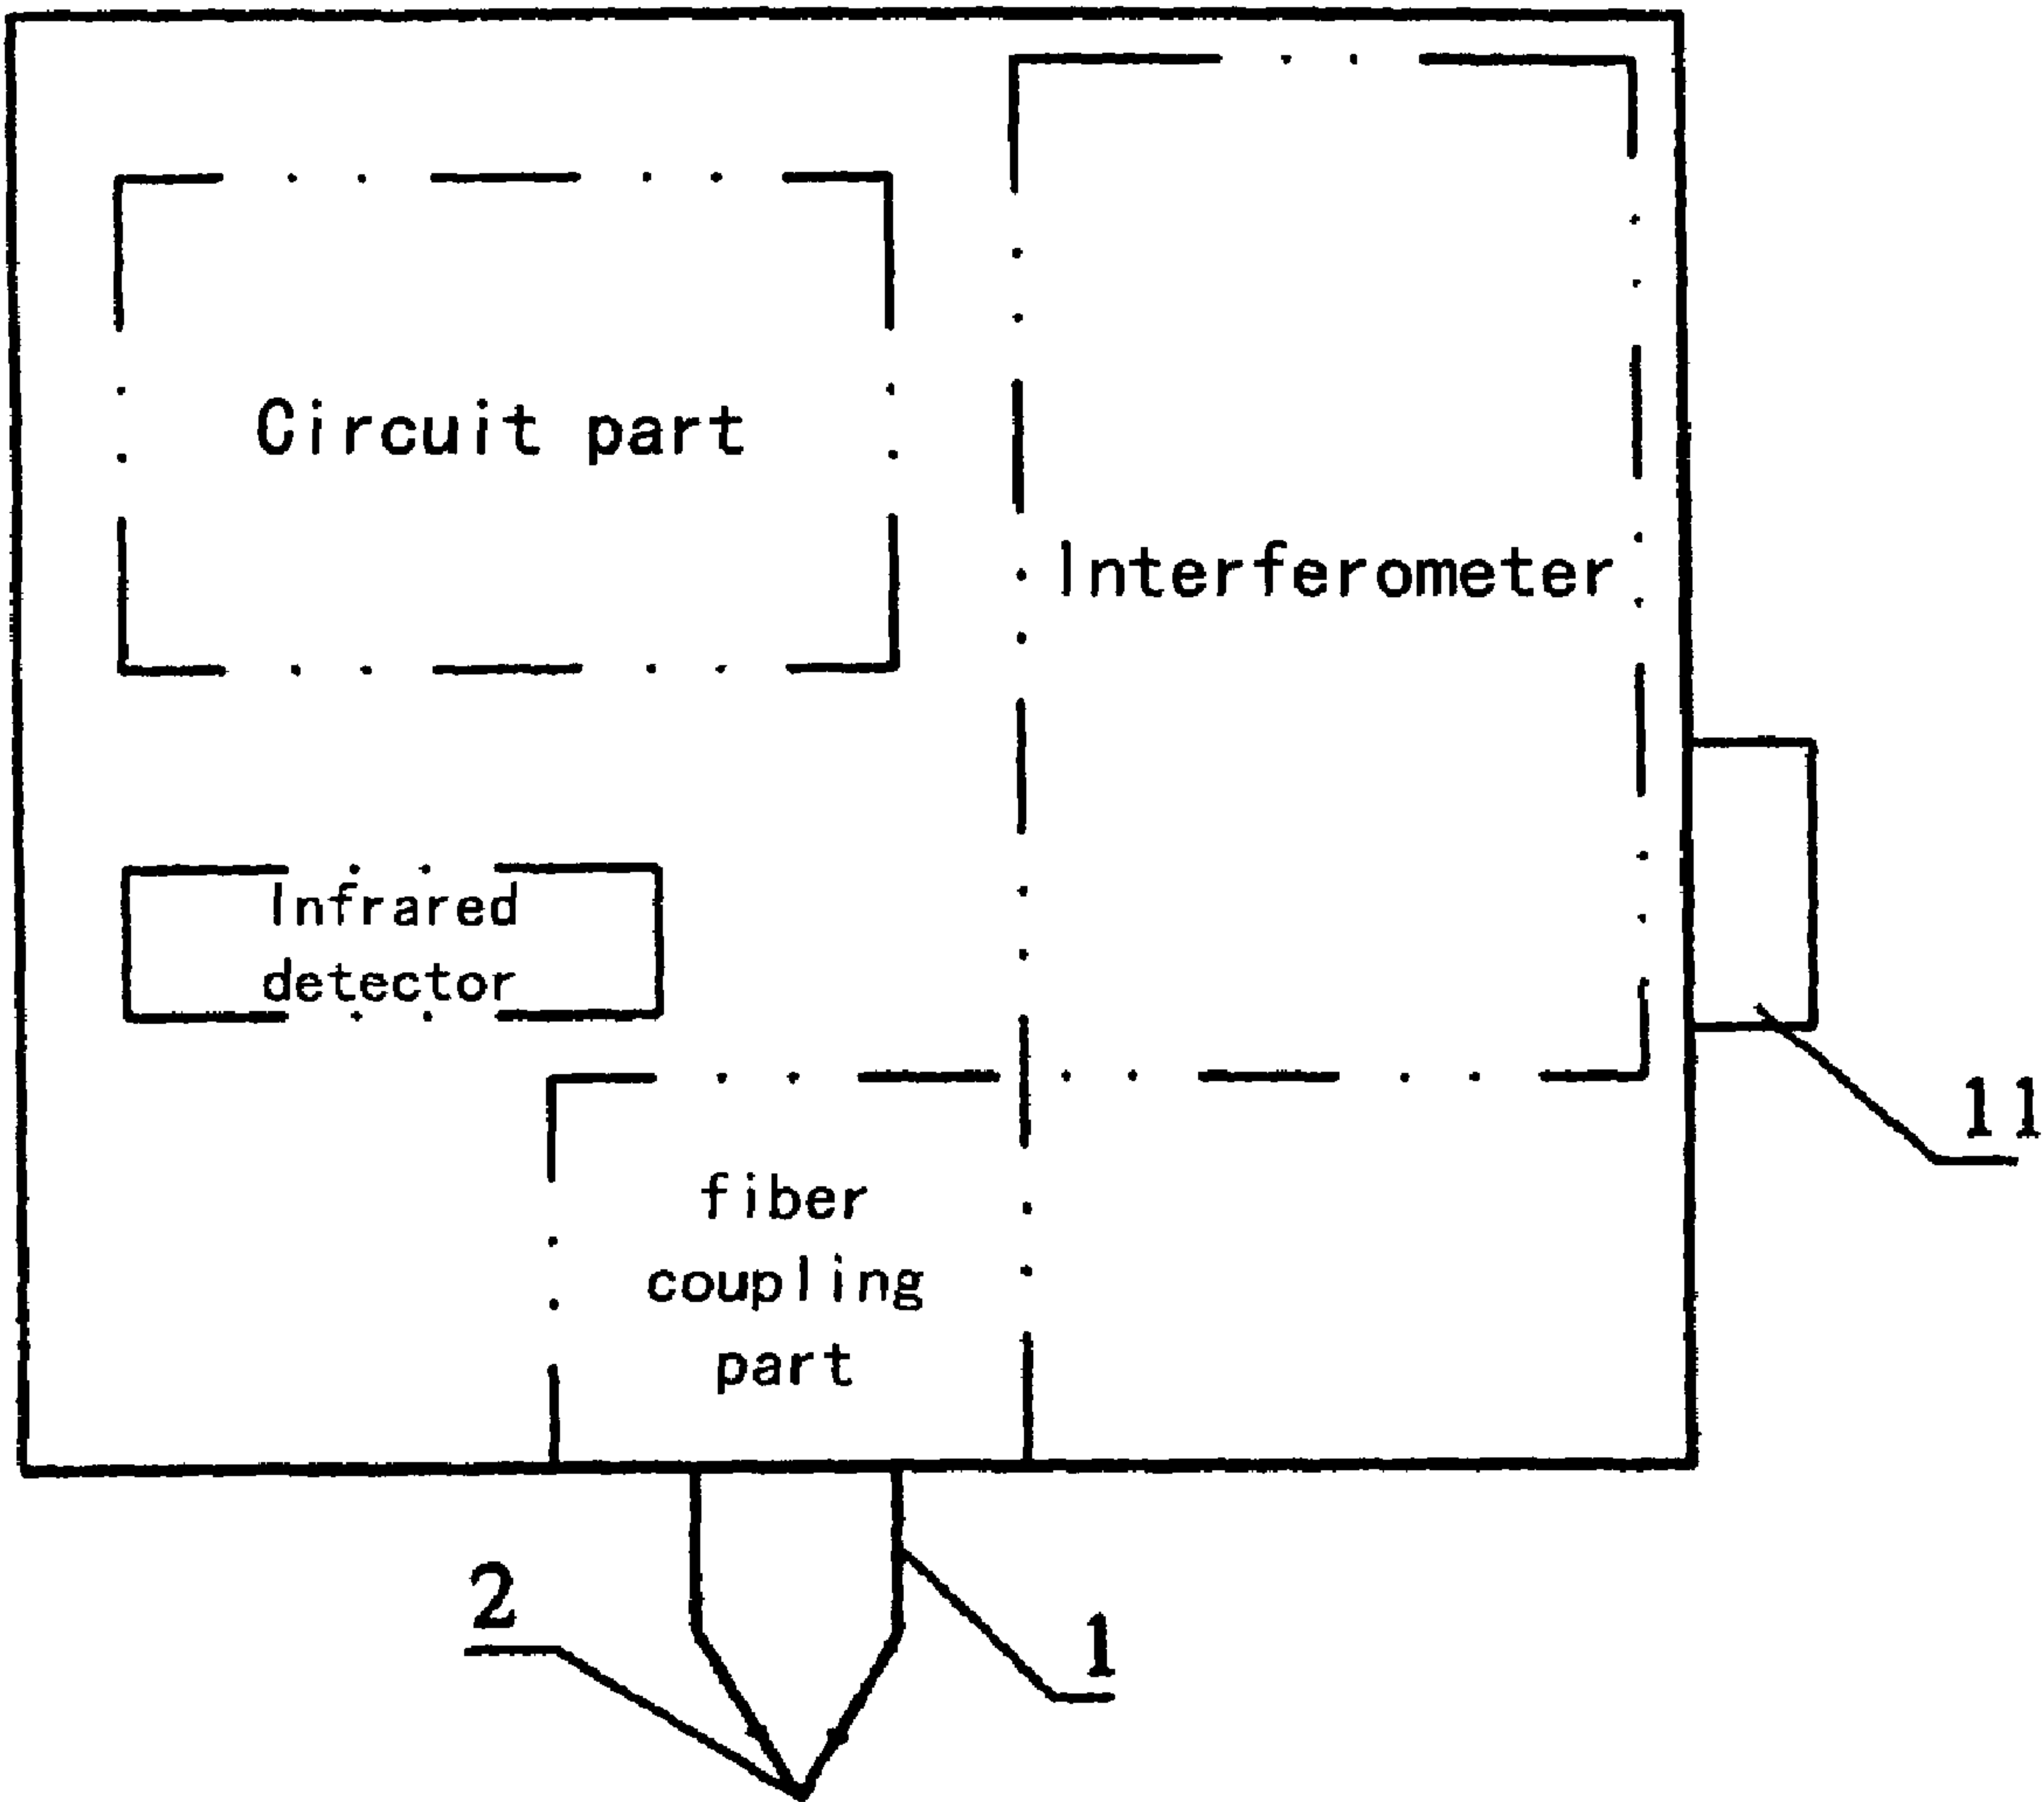 Circuit part
Interferometer
Infrared
detector
11
fiber
coupling
part
2
1